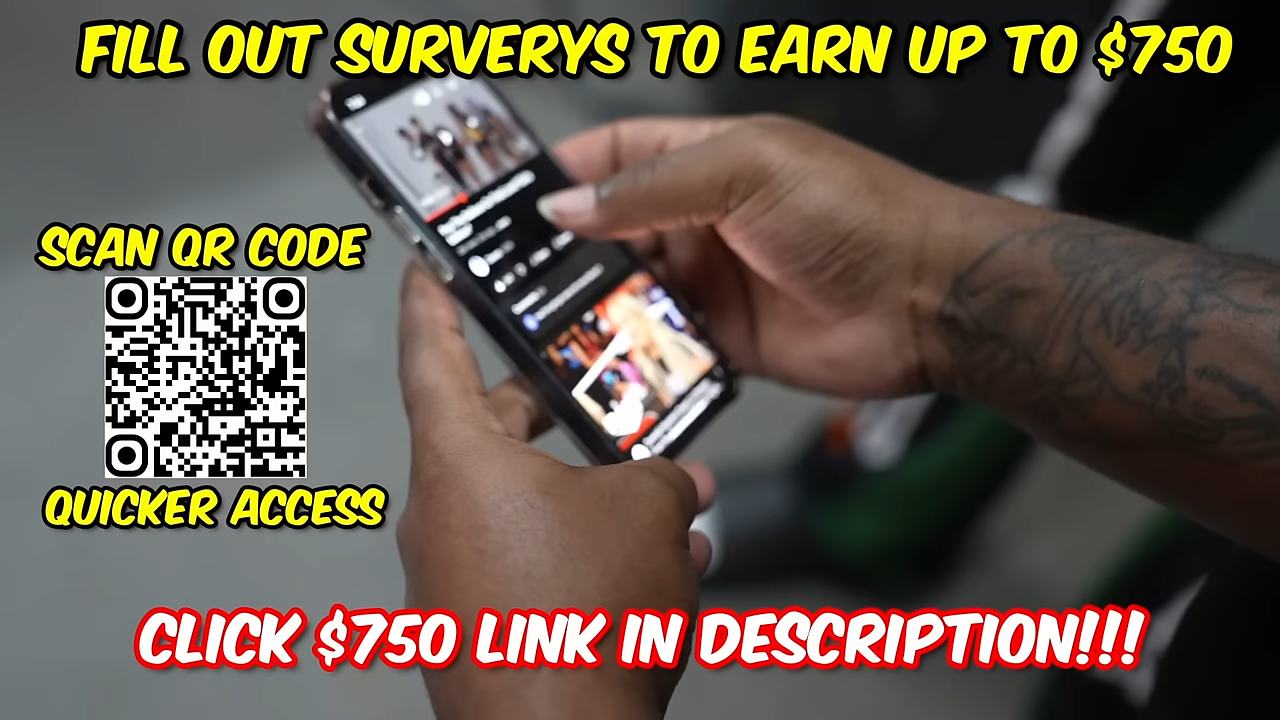 FILL OUT SURVERYS TO EARN UP TO $750
SCAN QR CODE
QUICKER ACCESS
CLICK $750 LINK IN DESCRIPTION!!!